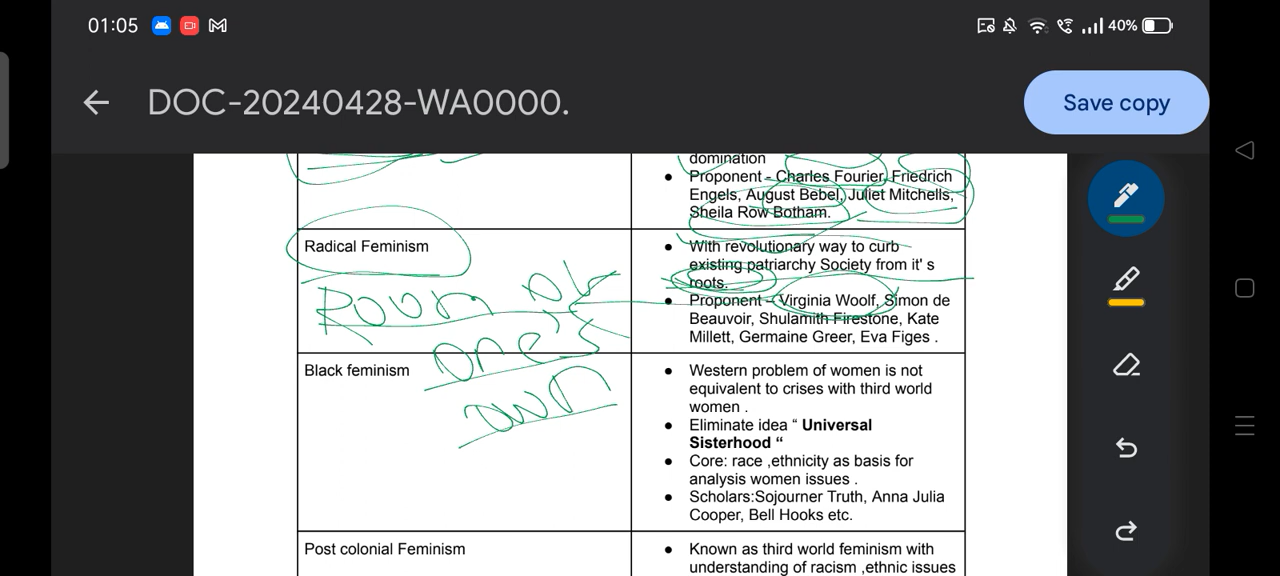 01:05
40%
DOC-20240428-WA0000.
Save copy
domination
● Proponent - Charles Fourier, Friedrich
Engels, August Bebel, Juliet Mitchells,
Sheila Row Botham.
Radical Feminism
● With revolutionary way to curb
existing patriarchy Society from it' s
roots.
● Proponent - Virginia Woolf, Simon de
Beauvoir, Shulamith Firestone, Kate
Millett, Germaine Greer, Eva Figes .
Room of
one's
own
Black feminism
● Western problem of women is not
equivalent to crises with third world
women .
● Eliminate idea “ Universal
Sisterhood “
● Core: race ,ethnicity as basis for
analysis women issues .
● Scholars:Sojourner Truth, Anna Julia
Cooper, Bell Hooks etc.
Post colonial Feminism
● Known as third world feminism with
understanding of racism ,ethnic issues